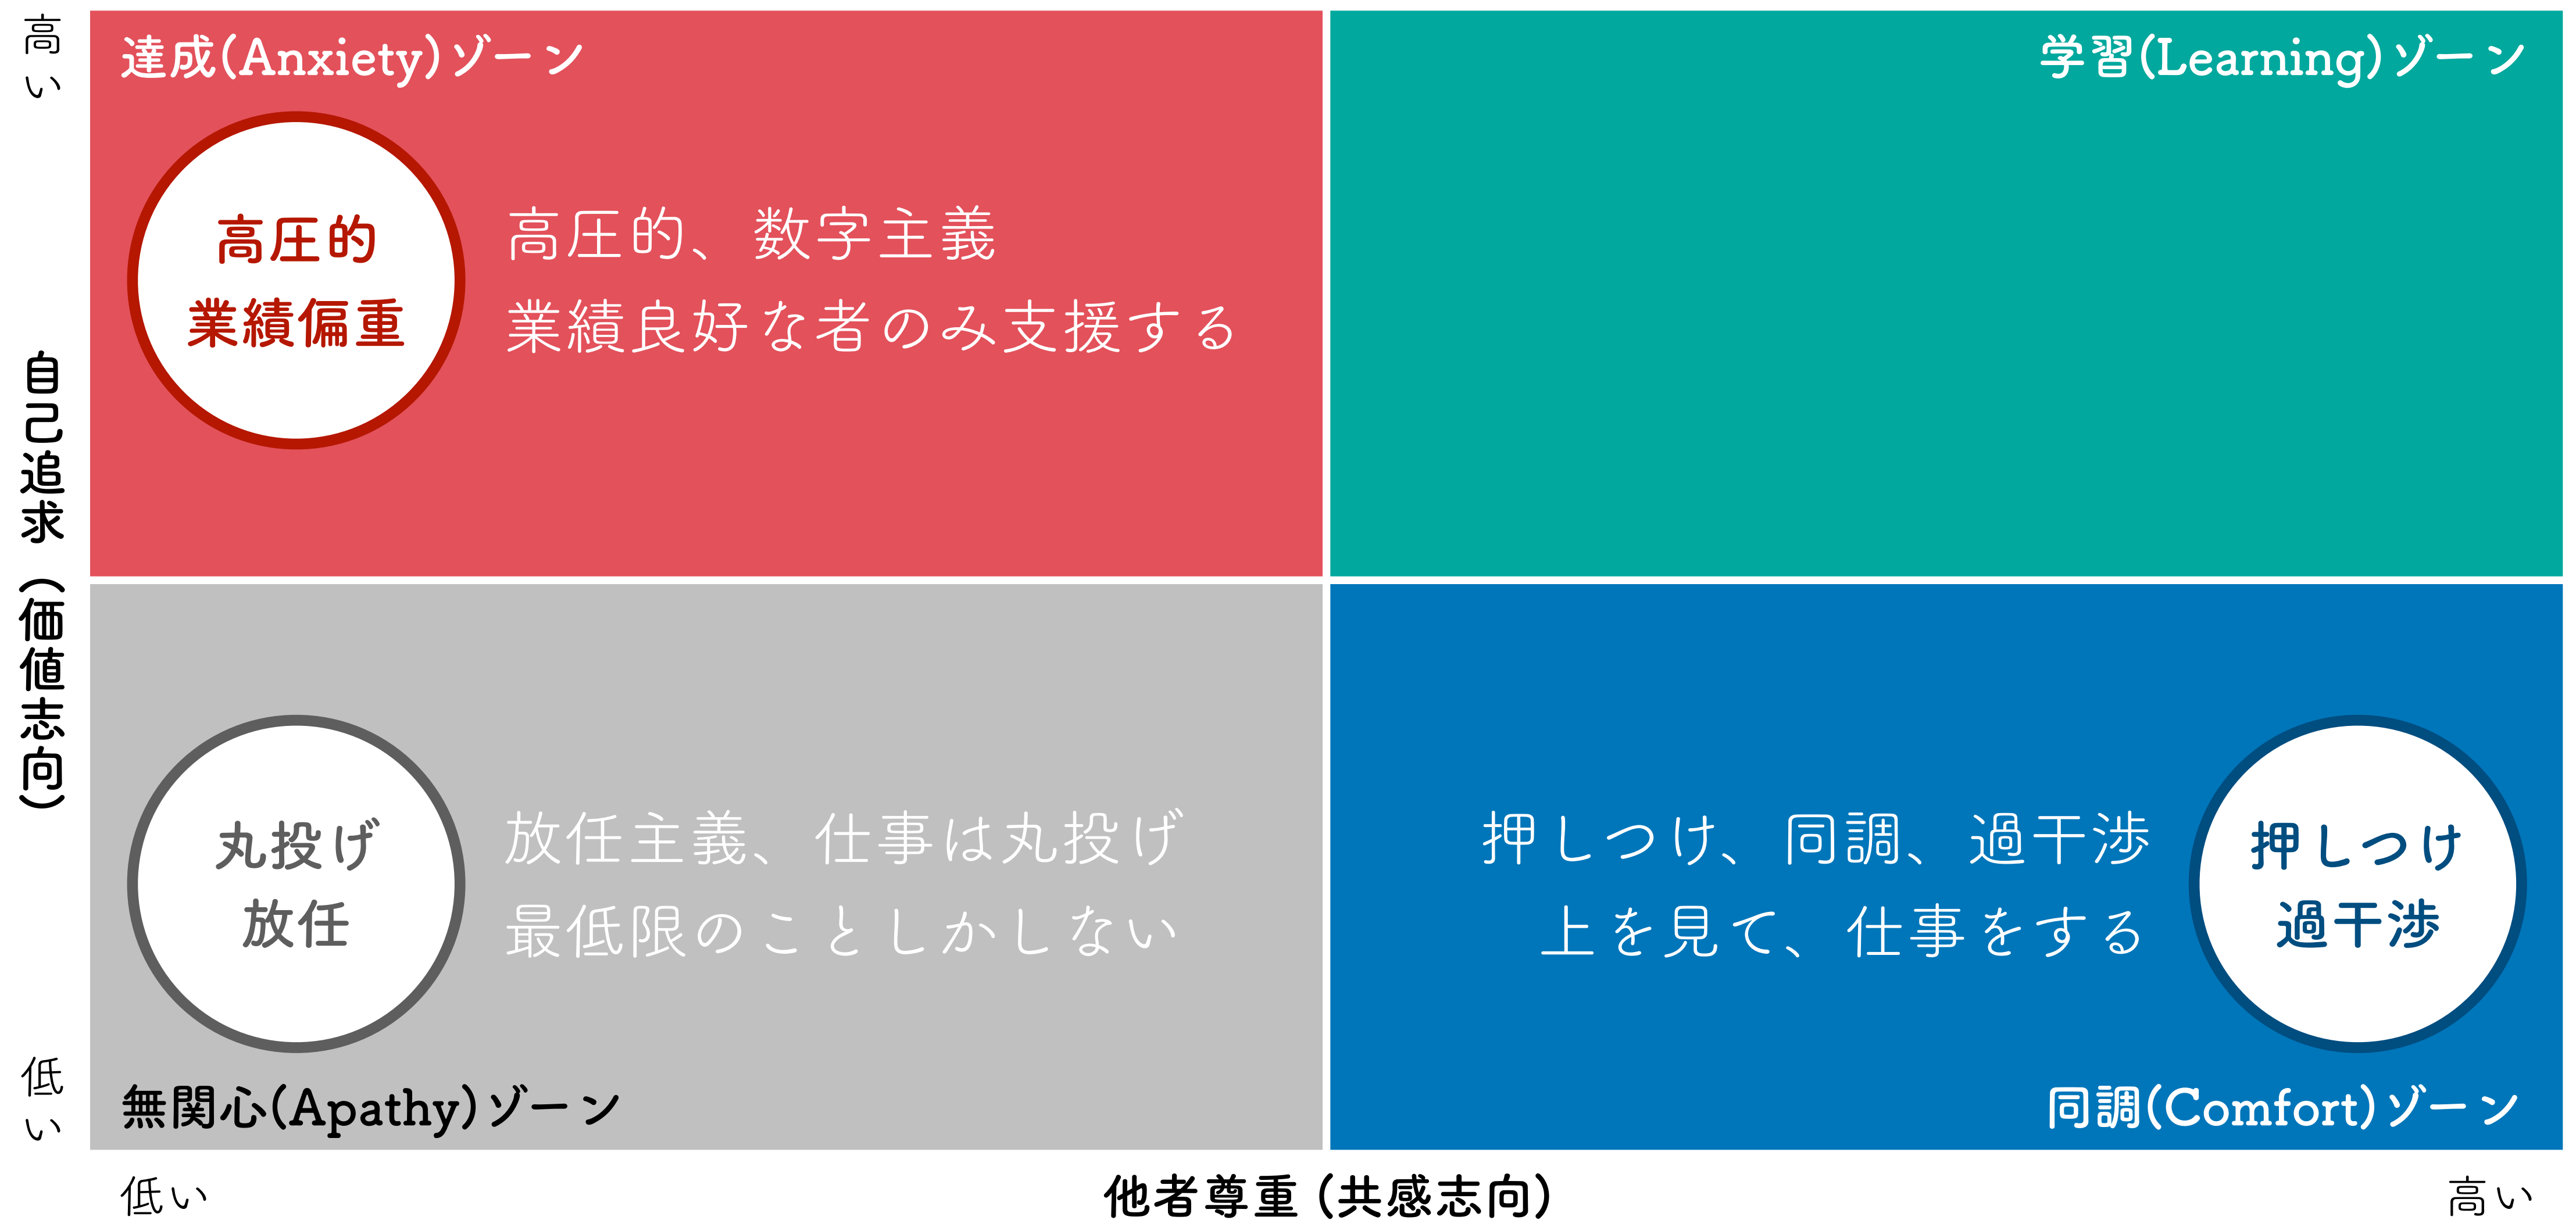 高い
達成(Anxiety)ゾーン
学習(Learning)ゾーン
高圧的
業績偏重
高圧的、数字主義
業績良好な者のみ支援する
自己追求（価値志向）
丸投げ
放任
放任主義、仕事は丸投げ
最低限のことしかしない
押しつけ、同調、過干渉
上を見て、仕事をする
押しつけ
過干渉
低い
無関心(Apathy)ゾーン
同調(Comfort)ゾーン
低い
他者尊重 (共感志向)
高い